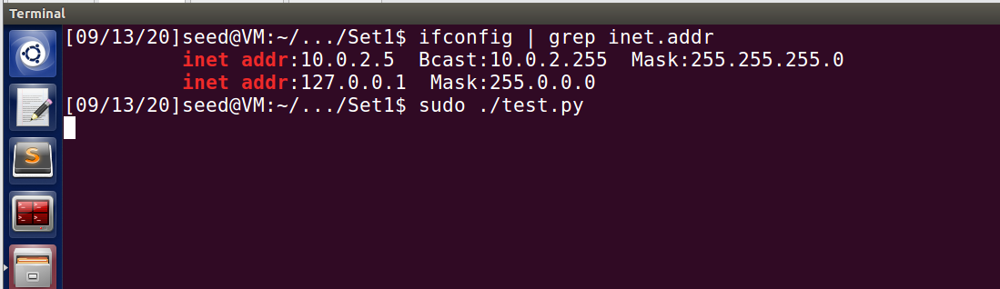 Terminal
[09/13/20]seed@VM:~/.../Set1$ ifconfig | grep inet.addr
inet addr:10.0.2.5  Bcast:10.0.2.255  Mask:255.255.255.0
inet addr:127.0.0.1  Mask:255.0.0.0
[09/13/20]seed@VM:~/.../Set1$ sudo ./test.py